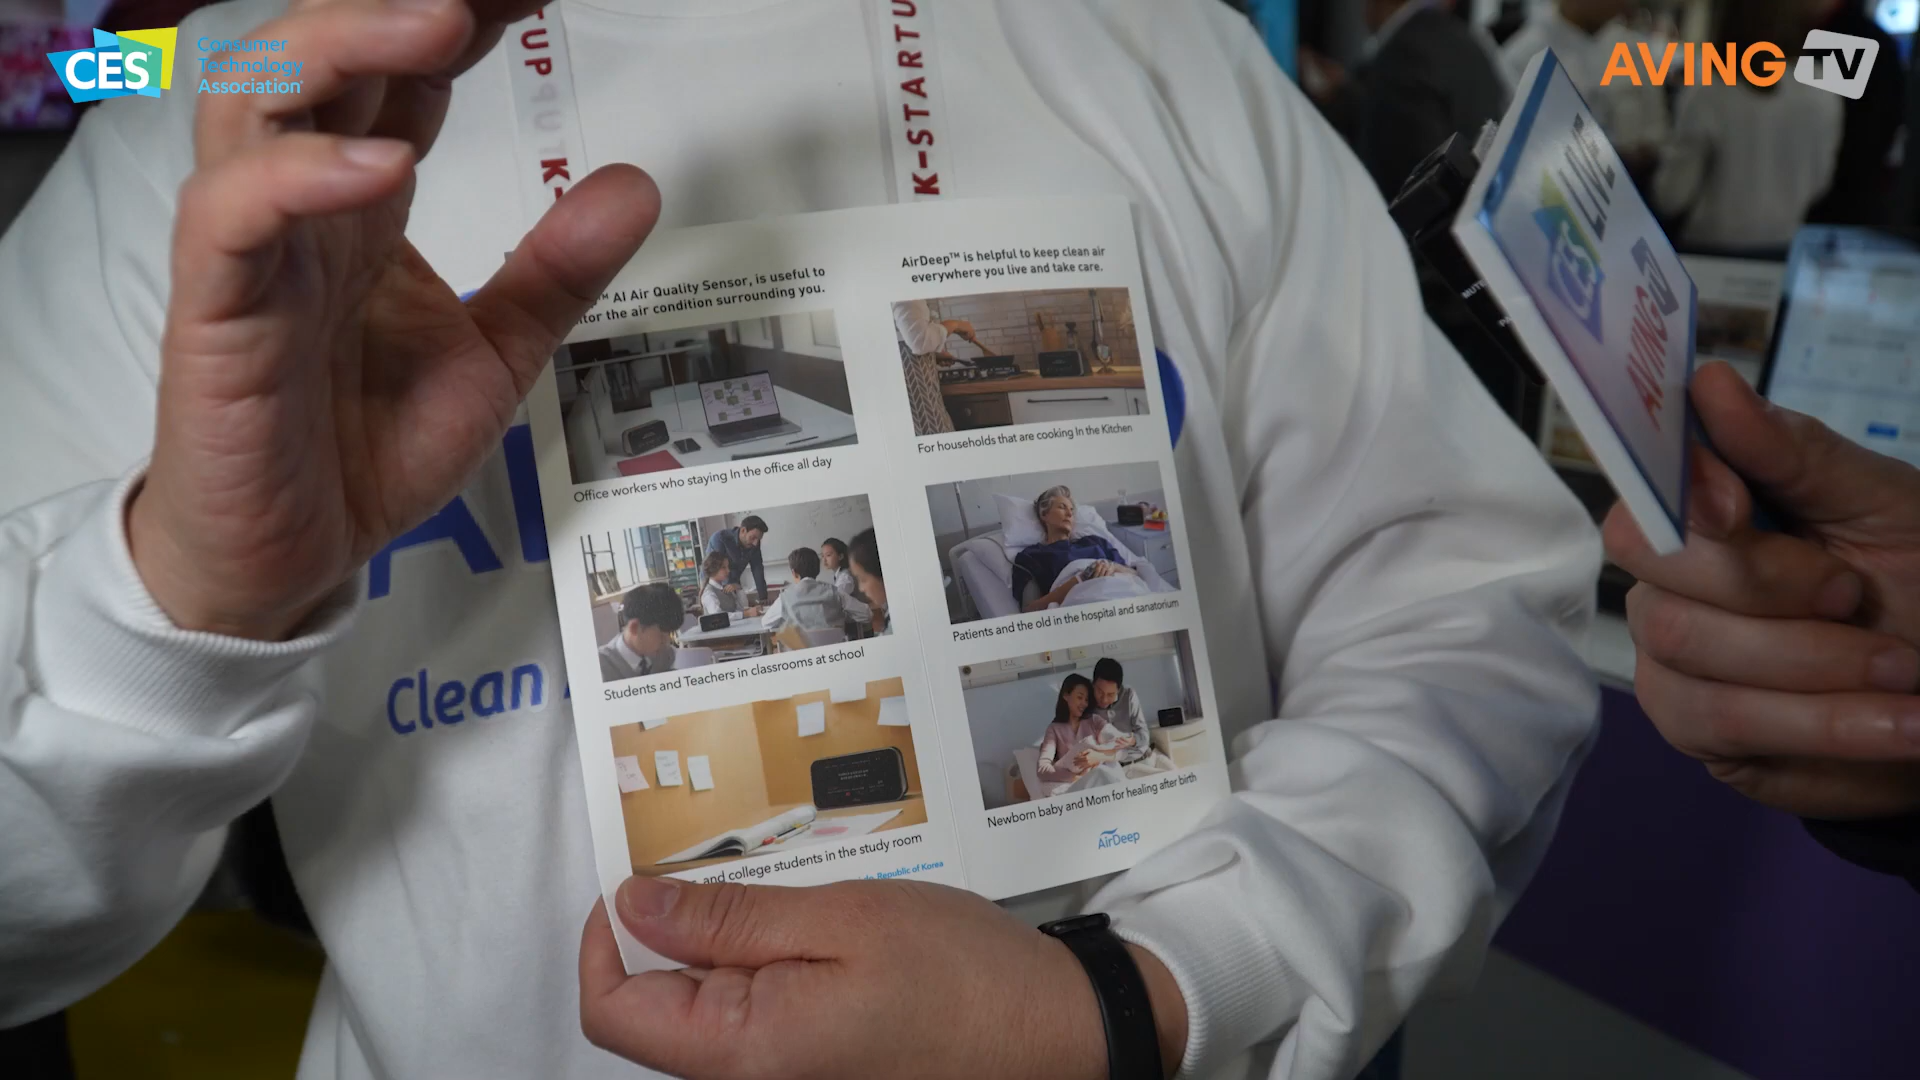 CES
Consumer
Technology
Association
AVING TV
TUP
K-STARTU
AI Air Quality Sensor, is useful to
the air condition surrounding you.
Office workers who staying In the office all day
Students and Teachers in classrooms at school
and college students in the study room
Republic of Korea
AirDeep™ is helpful to keep clean air
everywhere you live and take care.
For households that are cooking In the Kitchen
Patients and the old in the hospital and sanatorium
Newborn baby and Mom for healing after birth
AirDeep
Clean
CES LIVE
AVING TV